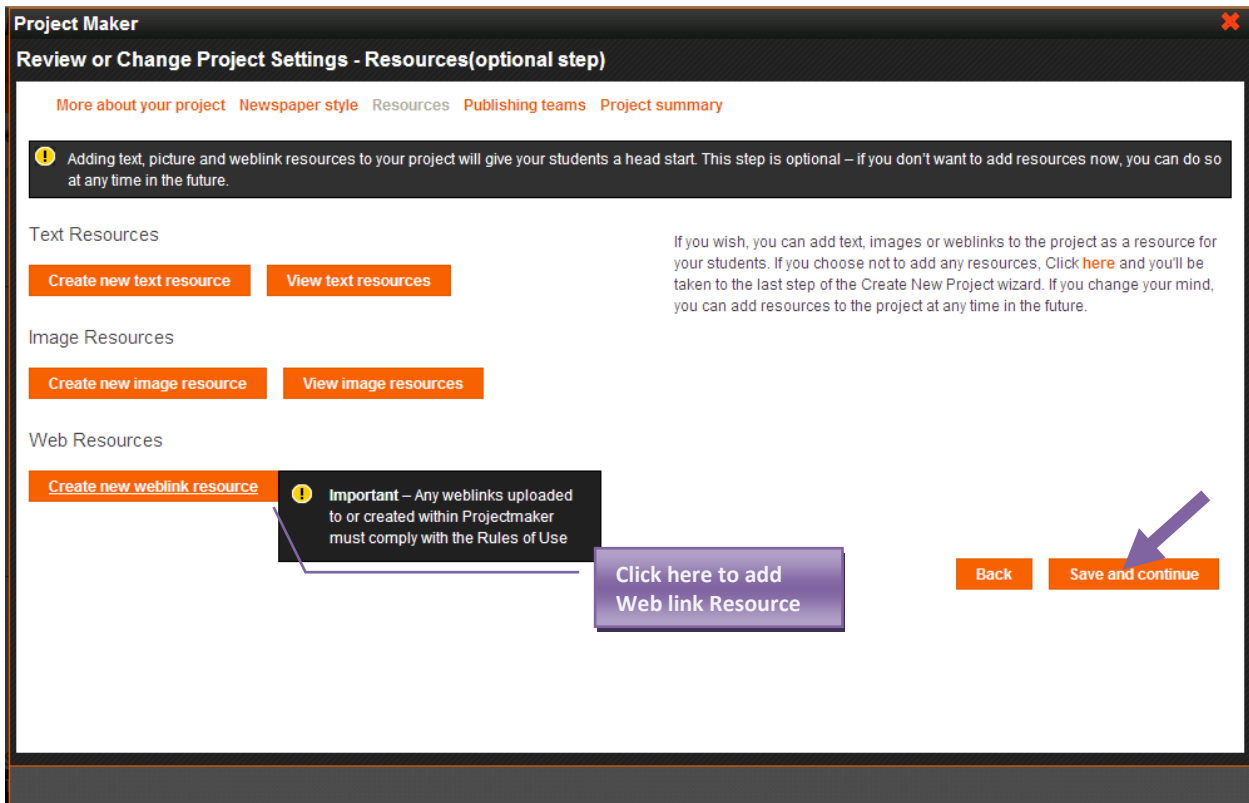 Project Maker
Review or Change Project Settings - Resources(optional step)
More about your project Newspaper style Resources Publishing teams Project summary
Adding text, picture and weblink resources to your project will give your students a head start. This step is optional – if you don't want to add resources now, you can do so
at any time in the future.
Text Resources
Create new text resource View text resources
If you wish, you can add text, images or weblinks to the project as a resource for
your students. If you choose not to add any resources, Click here and you'll be
taken to the last step of the Create New Project wizard. If you change your mind,
you can add resources to the project at any time in the future.
Image Resources
Create new image resource View image resources
Web Resources
Create new weblink resource
Important – Any weblinks uploaded
to or created within Projectmaker
must comply with the Rules of Use
Click here to add
Web link Resource
Back Save and continue